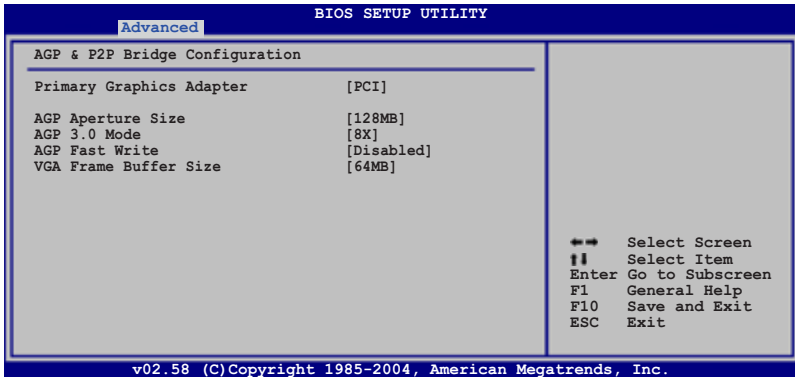 BIOS SETUP UTILITY
Advanced
AGP & P2P Bridge Configuration
Primary Graphics Adapter [PCI]
AGP Aperture Size [128MB]
AGP 3.0 Mode [8X]
AGP Fast Write [Disabled]
VGA Frame Buffer Size [64MB]
←→ Select Screen
↑↓ Select Item
Enter Go to Subscreen
F1 General Help
F10 Save and Exit
ESC Exit
v02.58 (C)Copyright 1985-2004, American Megatrends, Inc.